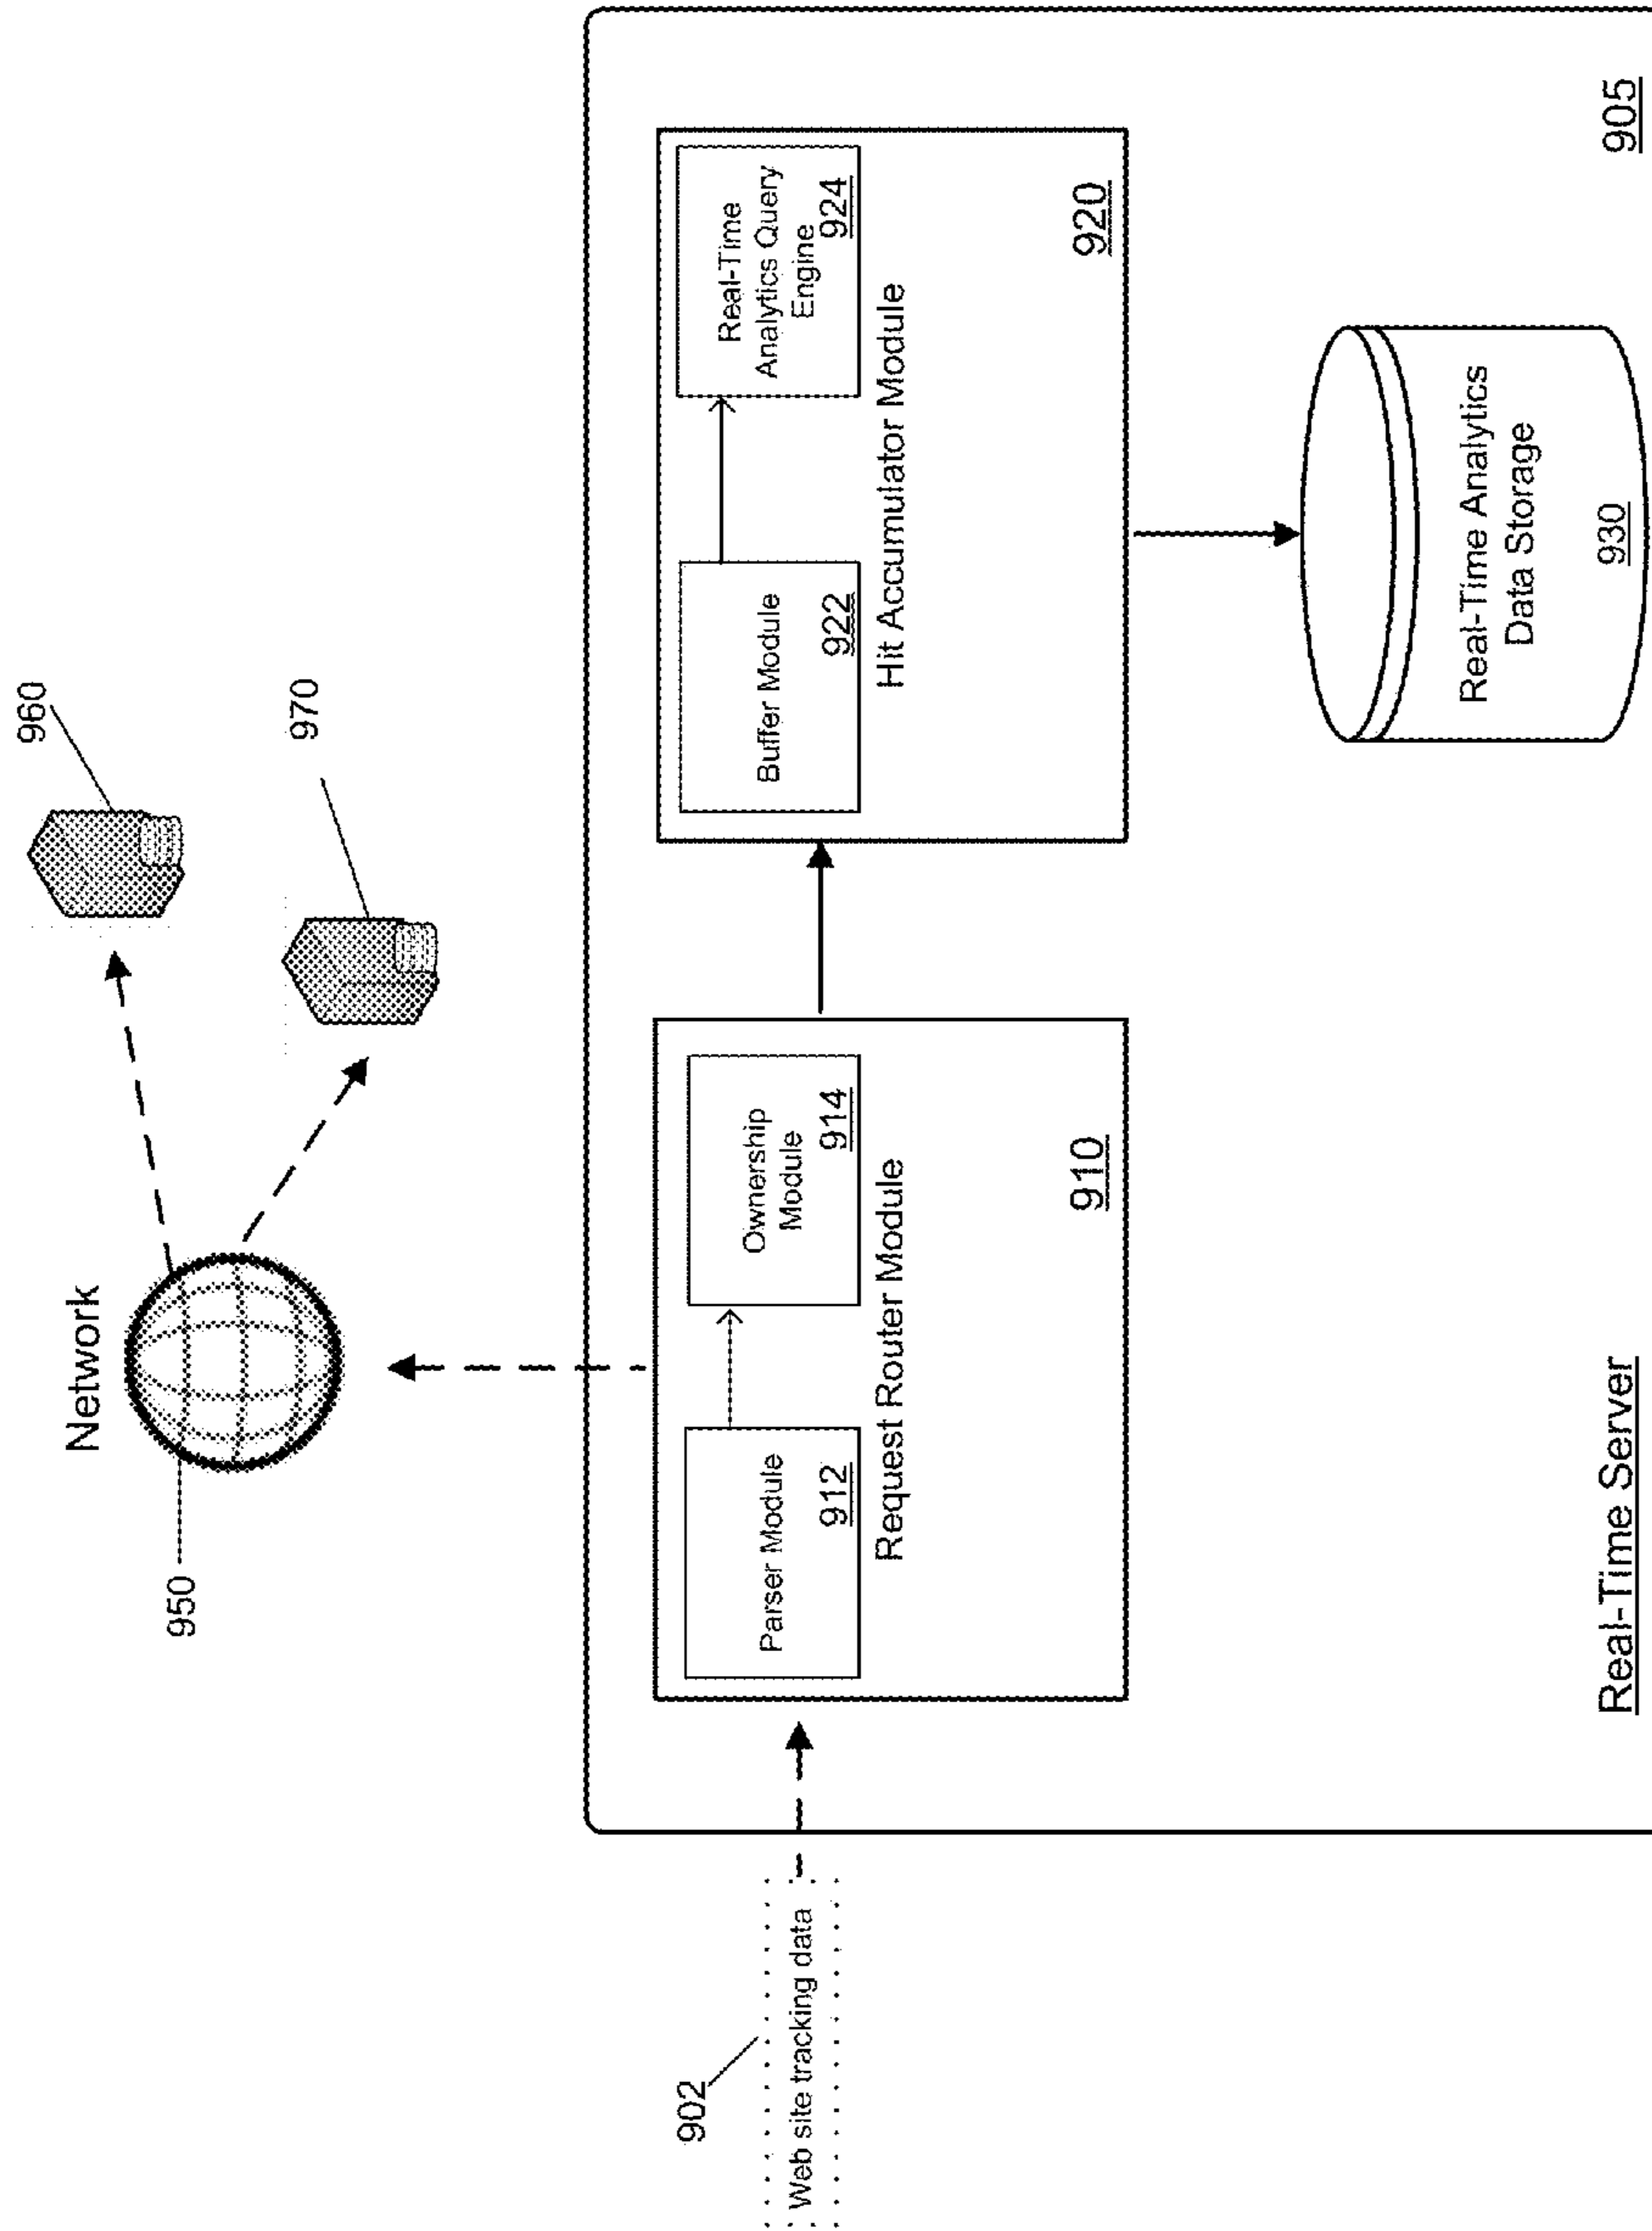 Network
950
960
970
902
Web site tracking data
Parser Module
912
Ownership
Module
914
Request Router Module
910
Buffer Module
922
Real-Time
Analytics Query
Engine
924
Hit Accumulator Module
920
Real-Time Analytics
Data Storage
930
Real-Time Server
905